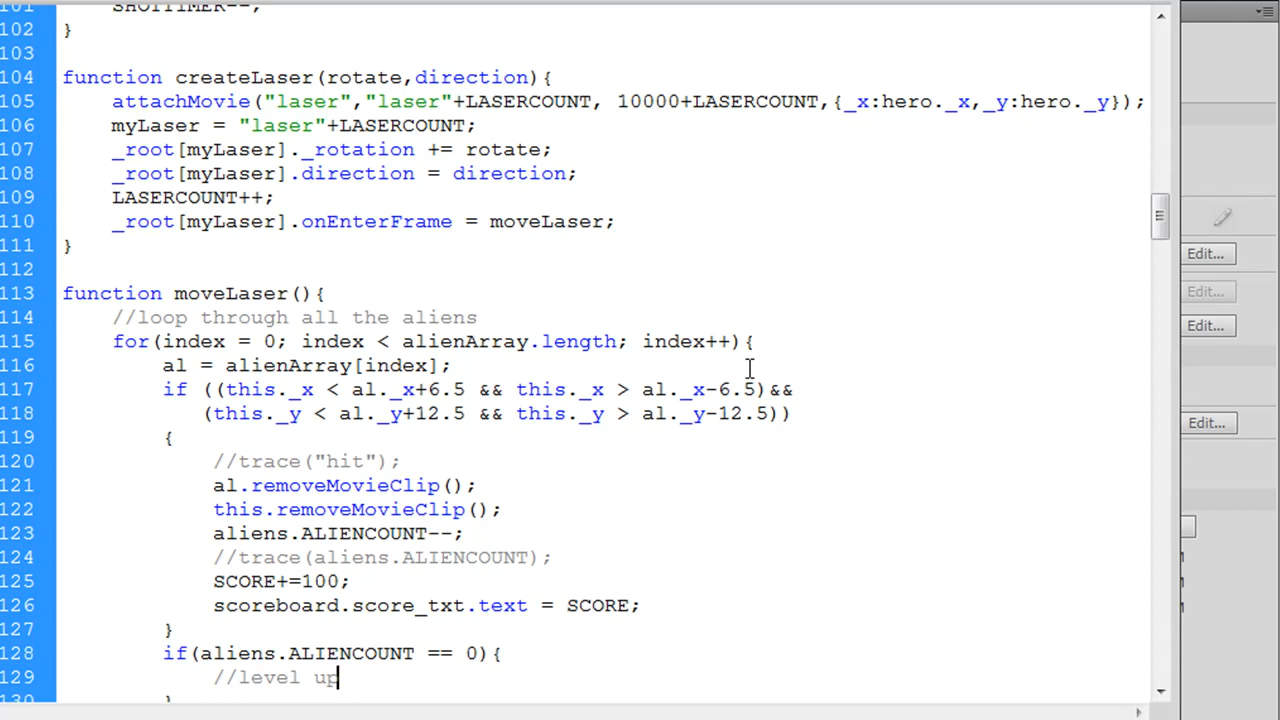 101 SHOTTIMER--;
102 }
103
104 function createLaser(rotate,direction){
105 attachMovie("laser","laser"+LASERCOUNT, 10000+LASERCOUNT,{_x:hero._x,_y:hero._y});
106 myLaser = "laser"+LASERCOUNT;
107 _root[myLaser]._rotation += rotate;
108 _root[myLaser].direction = direction;
109 LASERCOUNT++;
110 _root[myLaser].onEnterFrame = moveLaser;
111 }
112
113 function moveLaser(){
114 //loop through all the aliens
115 for(index = 0; index < alienArray.length; index++){
116 al = alienArray[index];
117 if ((this._x < al._x+6.5 && this._x > al._x-6.5)&&
118 (this._y < al._y+12.5 && this._y > al._y-12.5))
119 {
120 //trace("hit");
121 al.removeMovieClip();
122 this.removeMovieClip();
123 aliens.ALIENCOUNT--;
124 //trace(aliens.ALIENCOUNT);
125 SCORE+=100;
126 scoreboard.score_txt.text = SCORE;
127 }
128 if(aliens.ALIENCOUNT == 0){
129 //level up
130 }
Edit...
Edit...
Edit...
Edit...